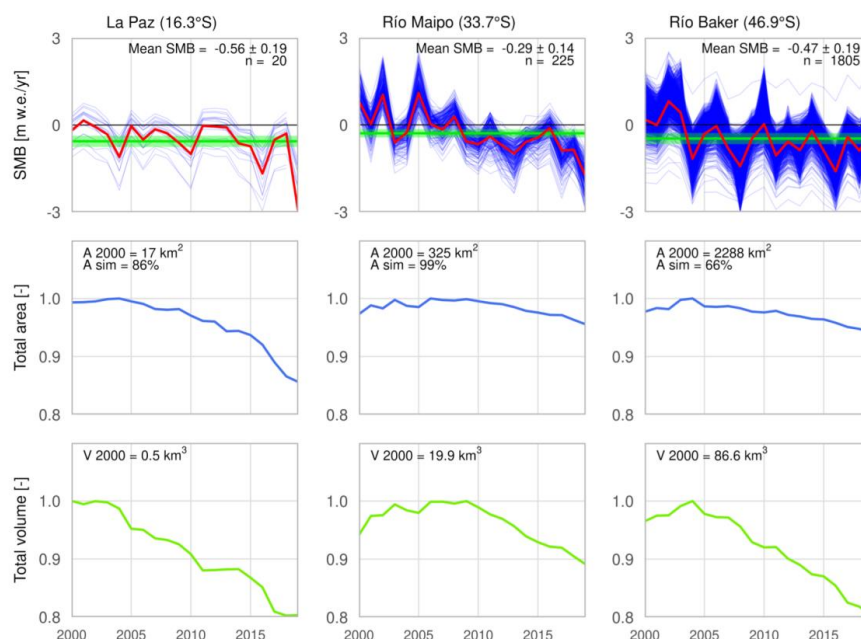 La Paz (16.3°S)
Río Maipo (33.7°S)
Río Baker (46.9°S)
SMB [m w.e./yr]
3
0
-3
Mean SMB = -0.56 ± 0.19
n = 20
3
0
-3
Mean SMB = -0.29 ± 0.14
n = 225
3
0
-3
Mean SMB = -0.47 ± 0.19
n = 1805
Total area [-]
1.0
0.9
0.8
A 2000 = 17 km²
A sim = 86%
1.0
0.9
0.8
A 2000 = 325 km²
A sim = 99%
1.0
0.9
0.8
A 2000 = 2288 km²
A sim = 66%
Total volume [-]
1.0
0.9
0.8
V 2000 = 0.5 km³
1.0
0.9
0.8
V 2000 = 19.9 km³
1.0
0.9
0.8
V 2000 = 86.6 km³
2000 2005 2010 2015
2000 2005 2010 2015
2000 2005 2010 2015